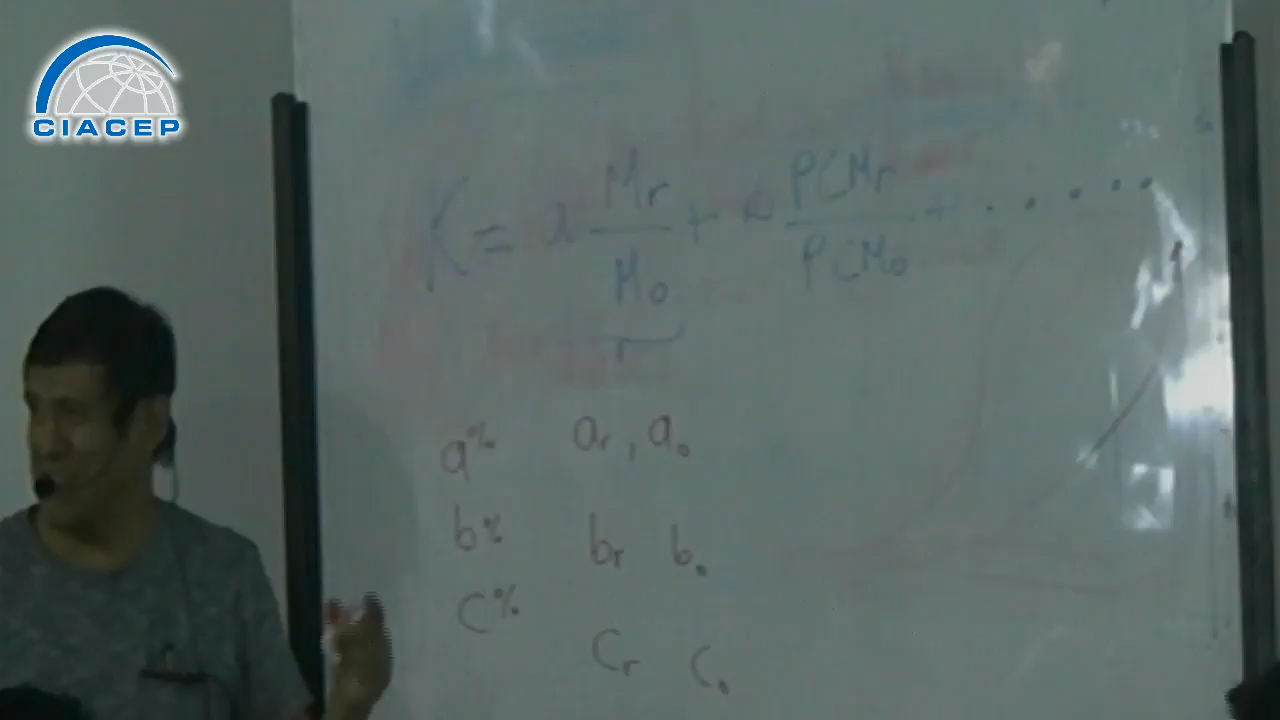 CIACEP
K = a Mr/Mo + b PCMr/PCMo + . . . . .
a% ar , ao
b% br bo
c% cr co